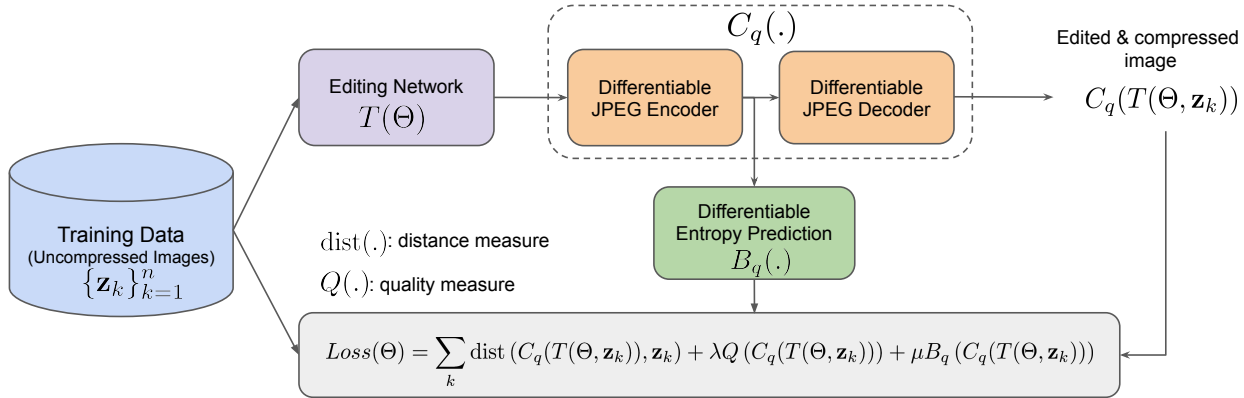 C_q(.)
Edited & compressed
image
C_q(T(Θ, z_k))
Editing Network
T(Θ)
Differentiable
JPEG Encoder
Differentiable
JPEG Decoder
Training Data
(Uncompressed Images)
{z_k}_{k=1}^n
dist(.): distance measure
Q(.): quality measure
Differentiable
Entropy Prediction
B_q(.)
Loss(Θ) = ∑_k dist (C_q(T(Θ, z_k)), z_k) + λQ (C_q(T(Θ, z_k))) + μB_q (C_q(T(Θ, z_k)))